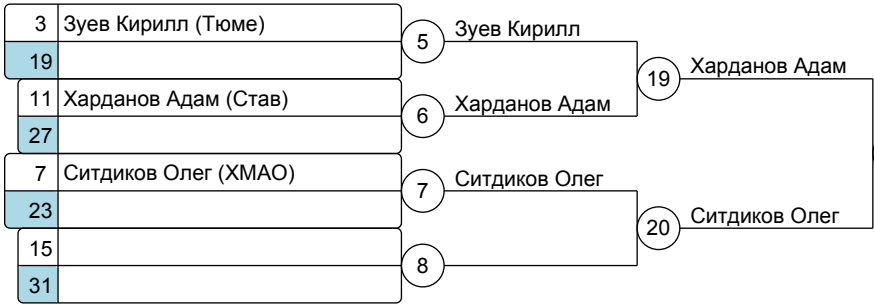 3 Зуев Кирилл (Тюме)
5 Зуев Кирилл
19
19 Харданов Адам
11 Харданов Адам (Став)
6 Харданов Адам
27
7 Ситдиков Олег (ХМАО)
7 Ситдиков Олег
23
20 Ситдиков Олег
15
8
31